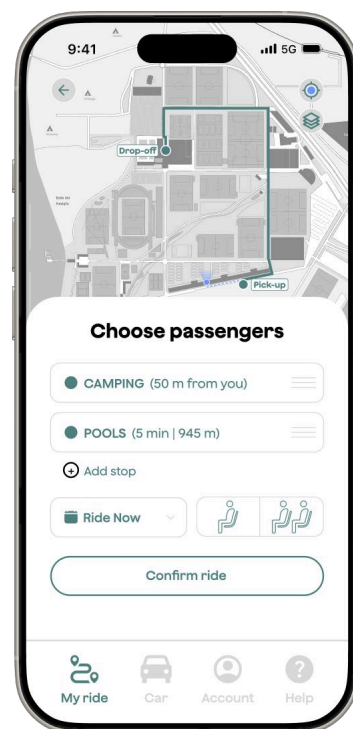 9:41
5G
Drop-off
Pick-up
Choose passengers
CAMPING (50 m from you)
POOLS (5 min | 945 m)
Add stop
Ride Now
Confirm ride
My ride
Car
Account
Help